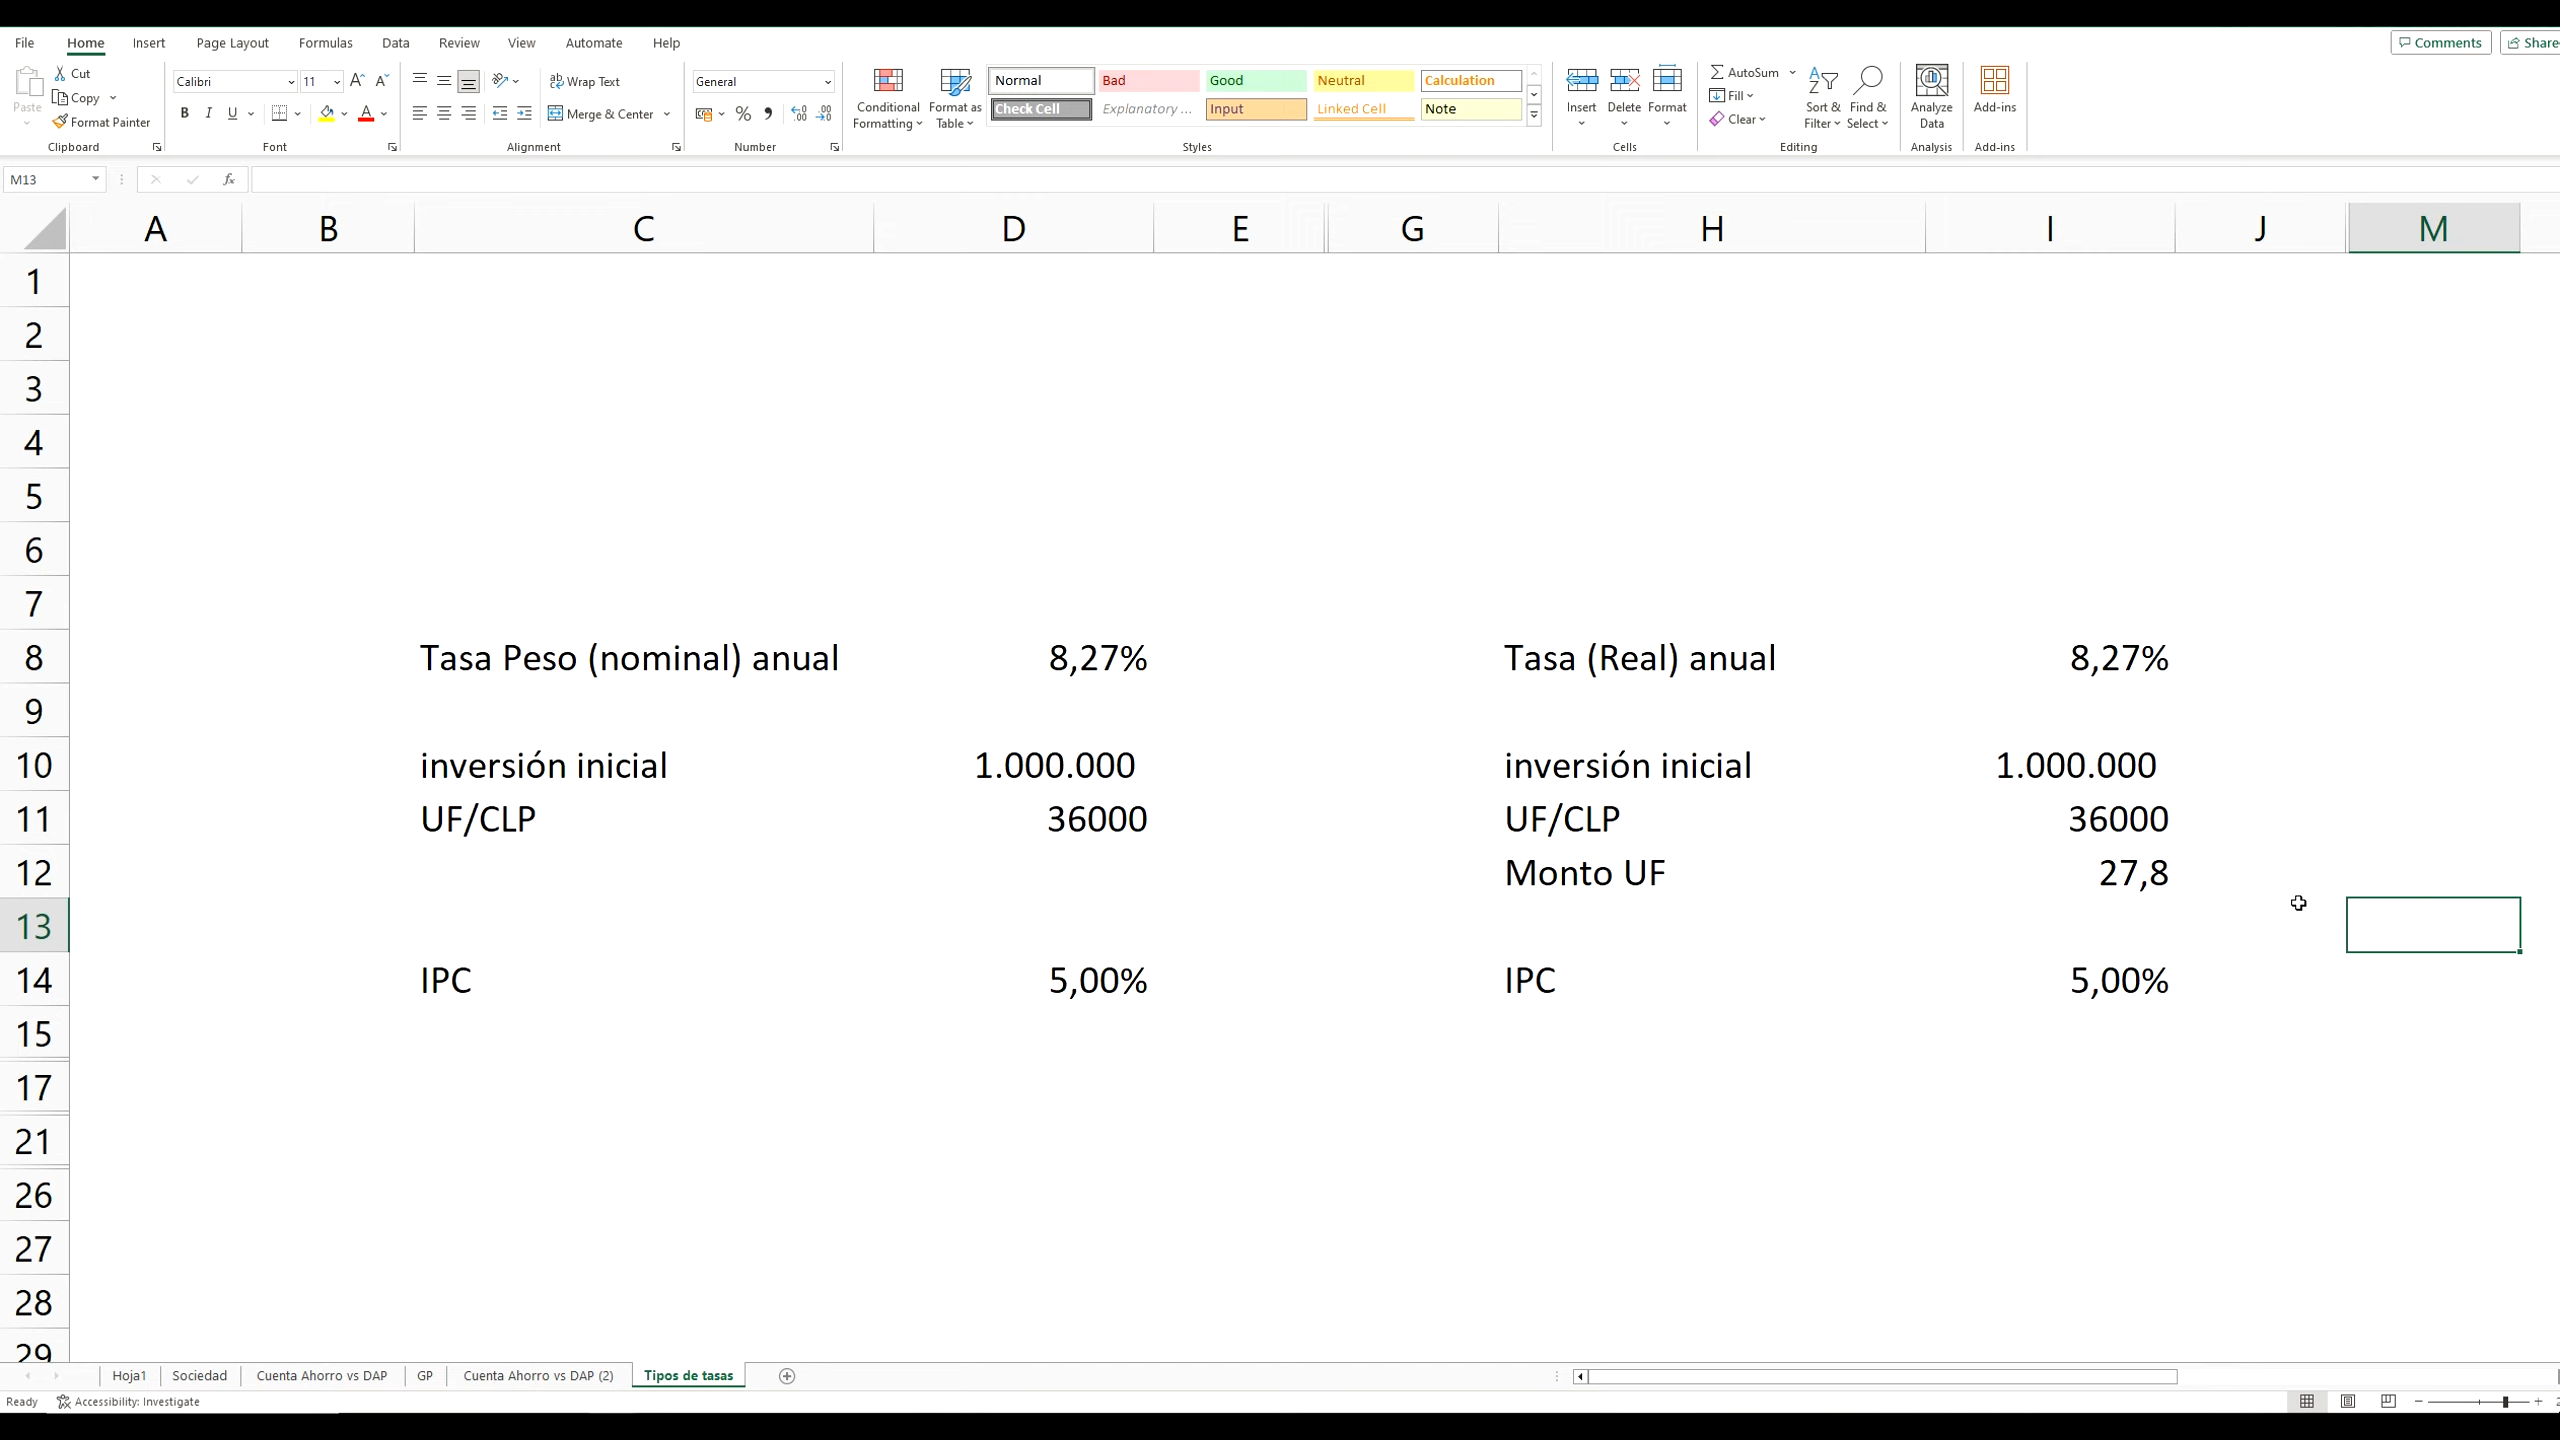 File Home Insert Page Layout Formulas Data Review View Automate Help Comments Share
Paste Cut Copy Format Painter Clipboard
Calibri 11 Font
Wrap Text Merge & Center Alignment
General Number
Conditional Formatting Format as Table
Normal Bad Good Neutral Calculation
Check Cell Explanatory ... Input Linked Cell Note
Styles
Insert Delete Format Cells
AutoSum Fill Clear Sort & Filter Find & Select Editing
Analyze Data Analysis
Add-ins Add-ins
M13 fx
A B C D E G H I J M
1
2
3
4
5
6
7
8 Tasa Peso (nominal) anual 8,27% Tasa (Real) anual 8,27%
9
10 inversión inicial 1.000.000 inversión inicial 1.000.000
11 UF/CLP 36000 UF/CLP 36000
12 Monto UF 27,8
13
14 IPC 5,00% IPC 5,00%
15
17
21
26
27
28
29
Hoja1 Sociedad Cuenta Ahorro vs DAP GP Cuenta Ahorro vs DAP (2) Tipos de tasas
Ready Accessibility: Investigate